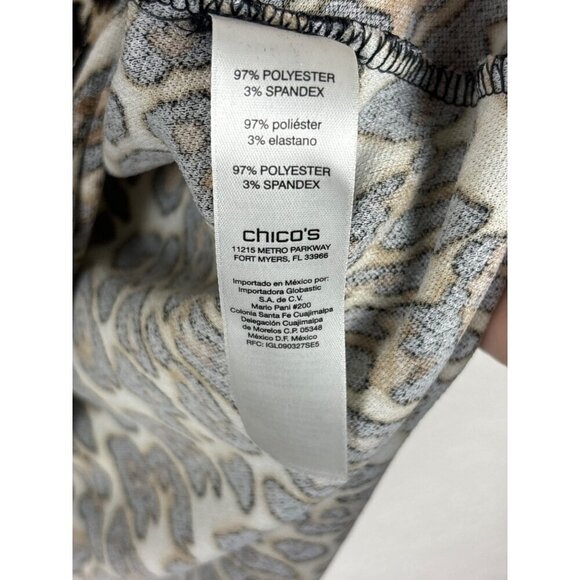 97% POLYESTER
3% SPANDEX
97% poliéster
3% elastano
97% POLYESTER
3% SPANDEX
chico's
11215 METRO PARKWAY
FORT MYERS, FL 33966
Importado en México por:
Importadora Globastic
S.A. de C.V.
Mario Pani #200
Colonia Santa Fe Cuajimalpa
Delegación Cuajimalpa
de Morelos C.P. 05348
México D.F. México
RFC: IGL090327SE5